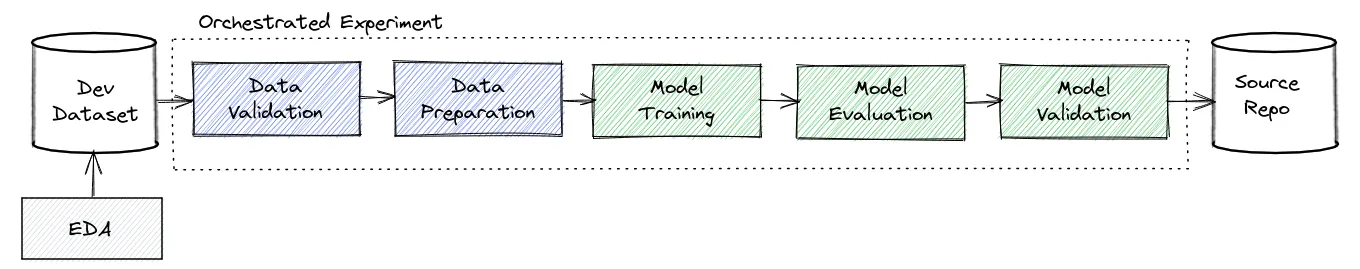 Orchestrated Experiment
Dev
Dataset
Data
Validation
Data
Preparation
Model
Training
Model
Evaluation
Model
Validation
Source
Repo
EDA